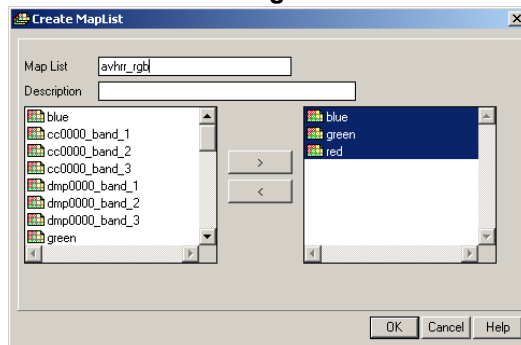 Create MapList
Map List avhrr_rgb
Description
blue
cc0000_band_1
cc0000_band_2
cc0000_band_3
dmp0000_band_1
dmp0000_band_2
dmp0000_band_3
green
>
<
blue
green
red
OK Cancel Help